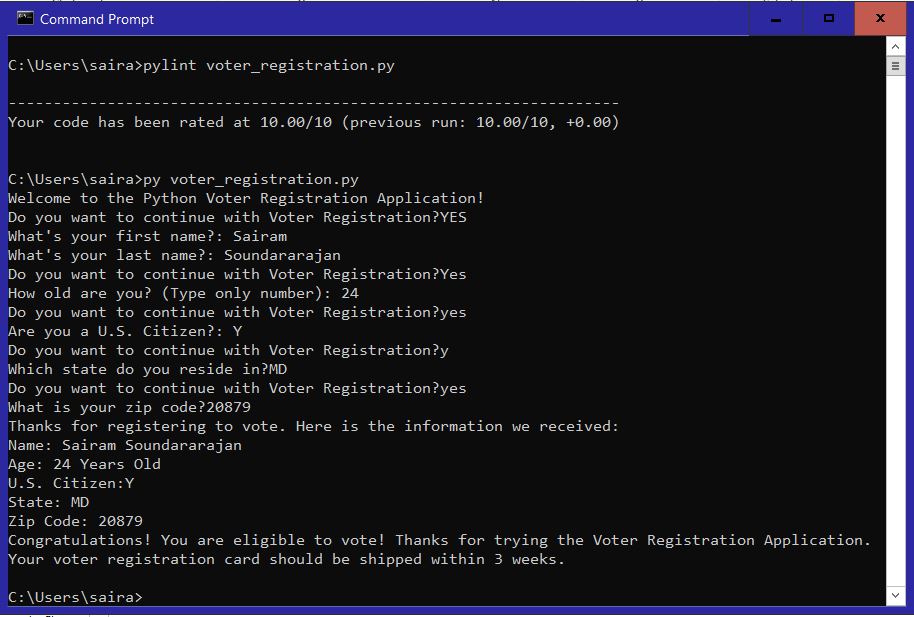 Command Prompt
C:\Users\saira>pylint voter_registration.py
--------------------------------------------------------------------
Your code has been rated at 10.00/10 (previous run: 10.00/10, +0.00)
C:\Users\saira>py voter_registration.py
Welcome to the Python Voter Registration Application!
Do you want to continue with Voter Registration?YES
What's your first name?: Sairam
What's your last name?: Soundararajan
Do you want to continue with Voter Registration?Yes
How old are you? (Type only number): 24
Do you want to continue with Voter Registration?yes
Are you a U.S. Citizen?: Y
Do you want to continue with Voter Registration?y
Which state do you reside in?MD
Do you want to continue with Voter Registration?yes
What is your zip code?20879
Thanks for registering to vote. Here is the information we received:
Name: Sairam Soundararajan
Age: 24 Years Old
U.S. Citizen:Y
State: MD
Zip Code: 20879
Congratulations! You are eligible to vote! Thanks for trying the Voter Registration Application.
Your voter registration card should be shipped within 3 weeks.
C:\Users\saira>